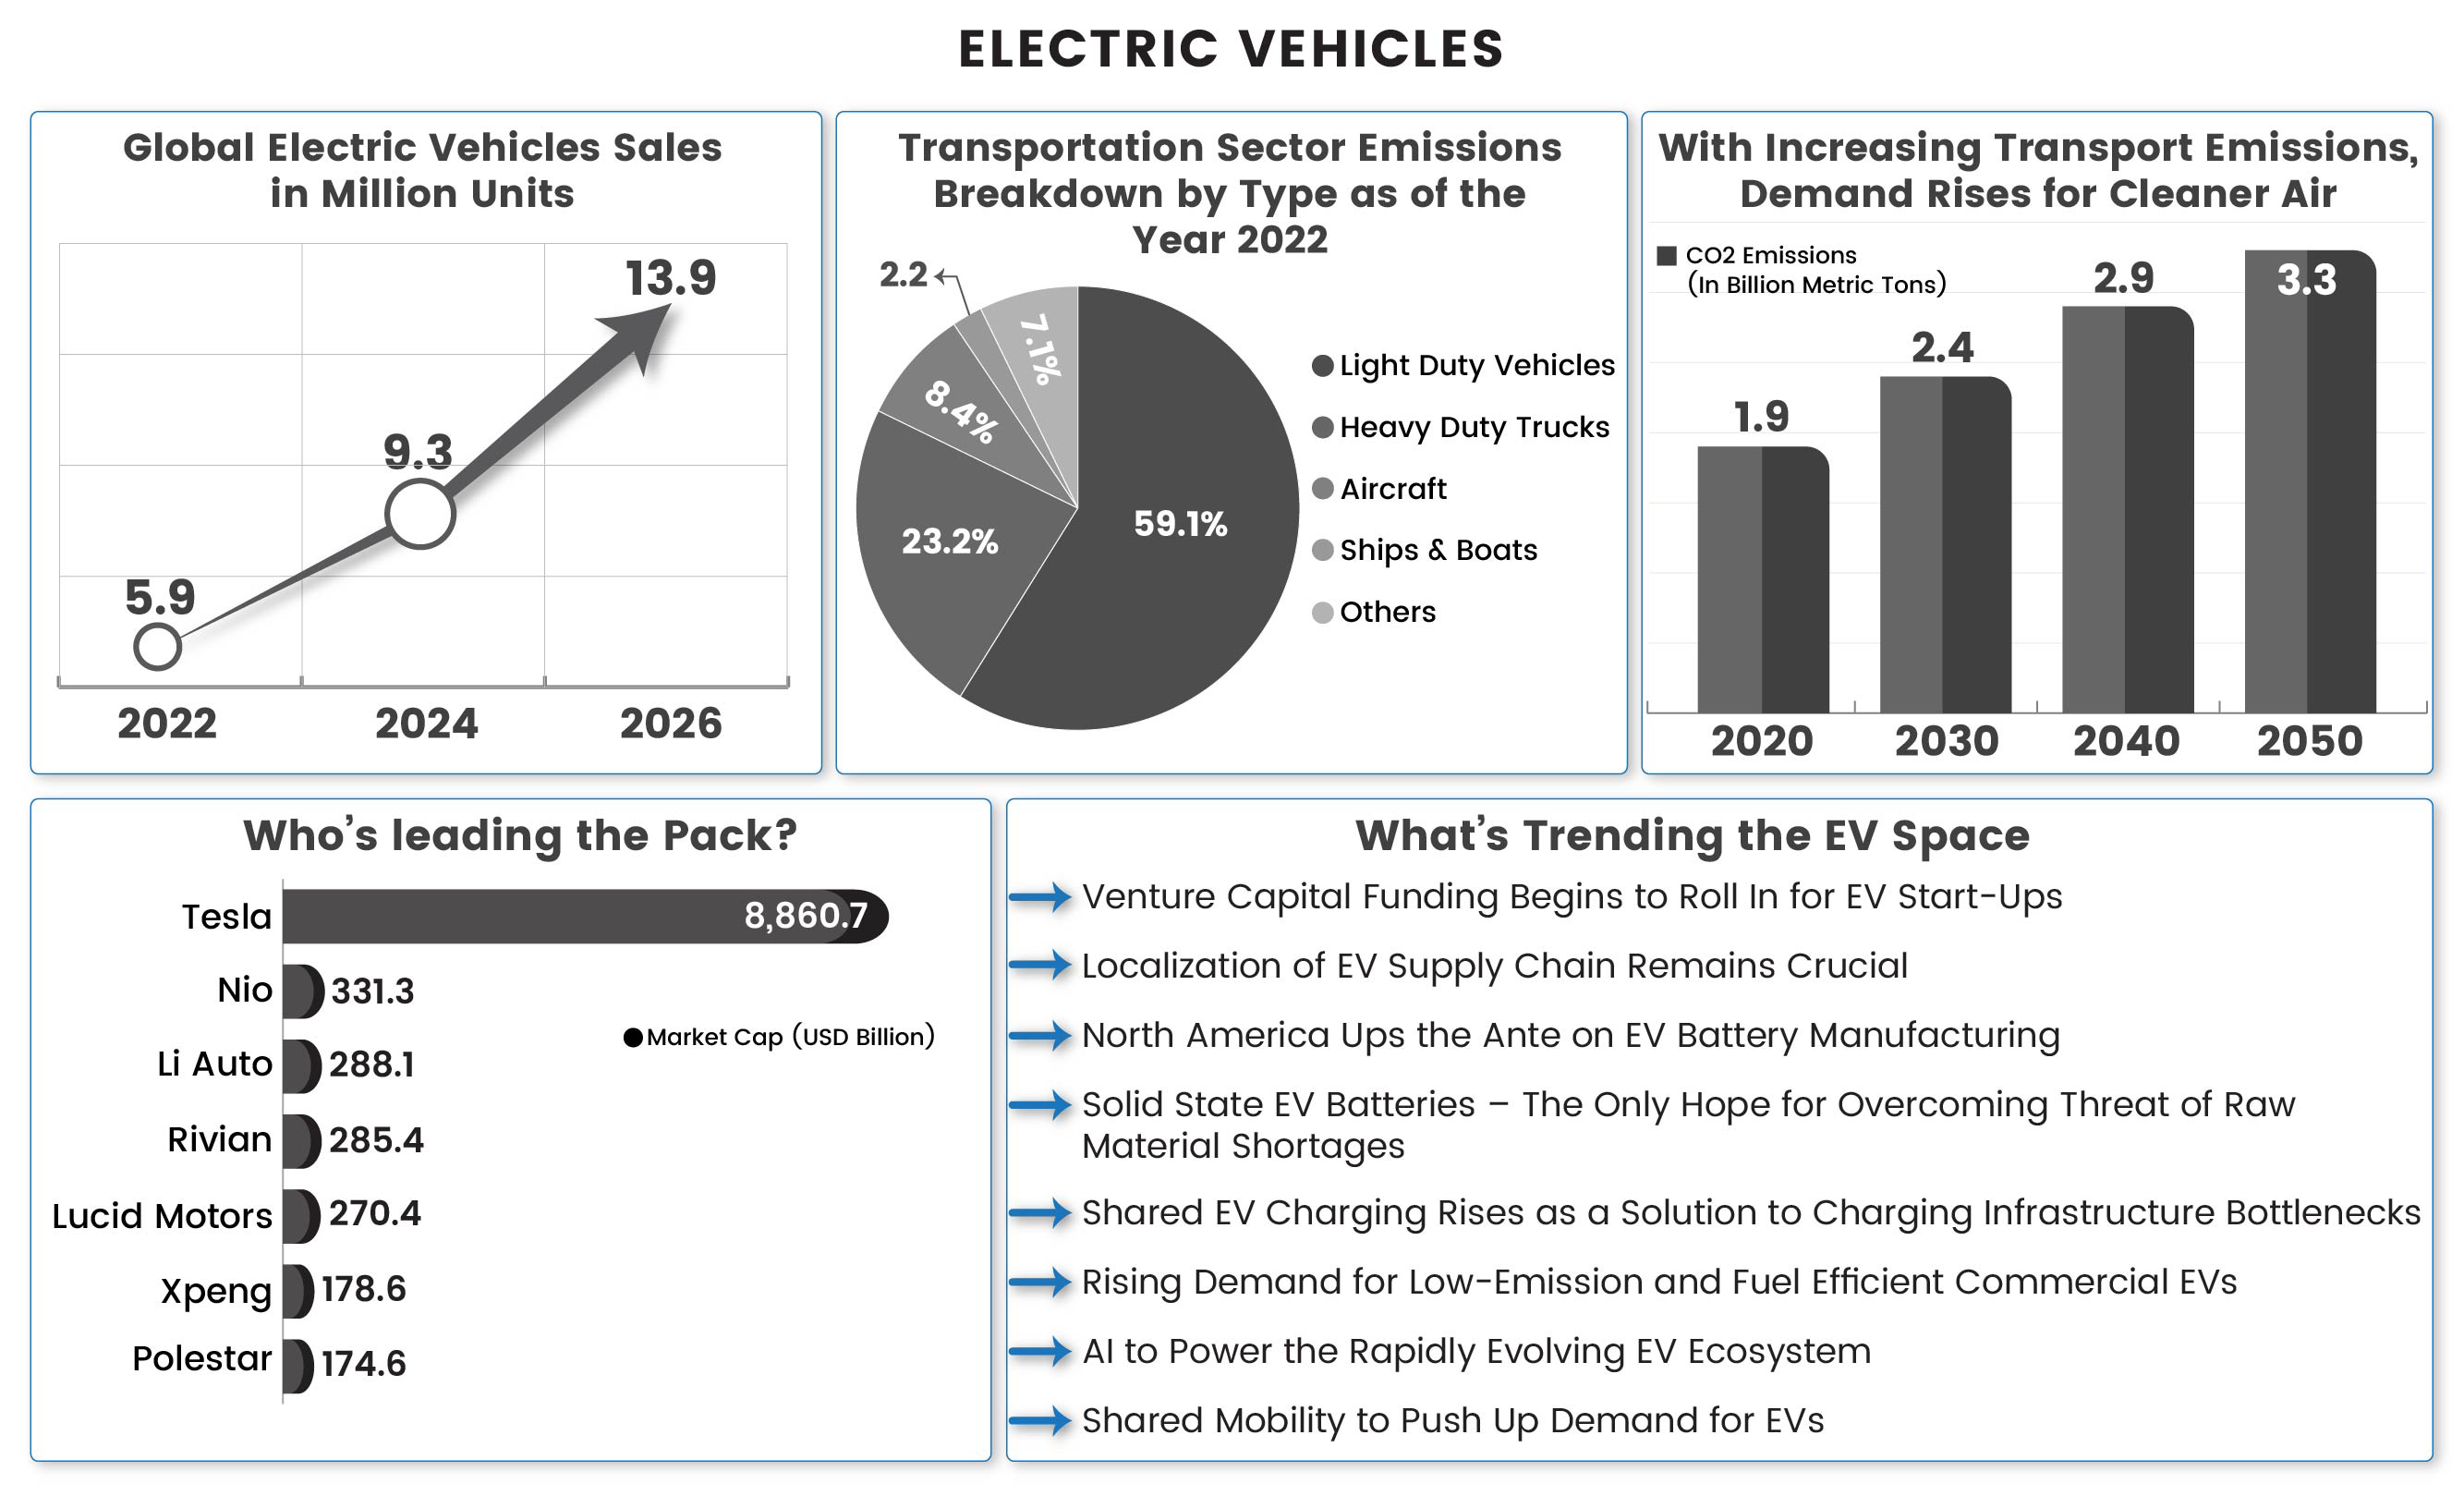 ELECTRIC VEHICLES
Global Electric Vehicles Sales
in Million Units
13.9
9.3
5.9
2022
2024
2026
Transportation Sector Emissions
Breakdown by Type as of the
Year 2022
2.2
7.1%
8.4%
23.2%
59.1%
Light Duty Vehicles
Heavy Duty Trucks
Aircraft
Ships & Boats
Others
With Increasing Transport Emissions,
Demand Rises for Cleaner Air
CO2 Emissions
(In Billion Metric Tons)
1.9
2.4
2.9
3.3
2020
2030
2040
2050
Who’s leading the Pack?
Tesla 8,860.7
Nio 331.3
Li Auto 288.1
Rivian 285.4
Lucid Motors 270.4
Xpeng 178.6
Polestar 174.6
Market Cap (USD Billion)
What’s Trending the EV Space
Venture Capital Funding Begins to Roll In for EV Start-Ups
Localization of EV Supply Chain Remains Crucial
North America Ups the Ante on EV Battery Manufacturing
Solid State EV Batteries – The Only Hope for Overcoming Threat of Raw
Material Shortages
Shared EV Charging Rises as a Solution to Charging Infrastructure Bottlenecks
Rising Demand for Low-Emission and Fuel Efficient Commercial EVs
AI to Power the Rapidly Evolving EV Ecosystem
Shared Mobility to Push Up Demand for EVs